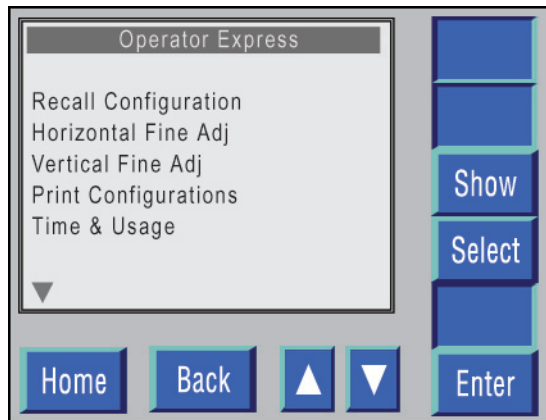 Operator Express
Recall Configuration
Horizontal Fine Adj
Vertical Fine Adj
Print Configurations
Time & Usage
Show
Select
Home
Back
Enter